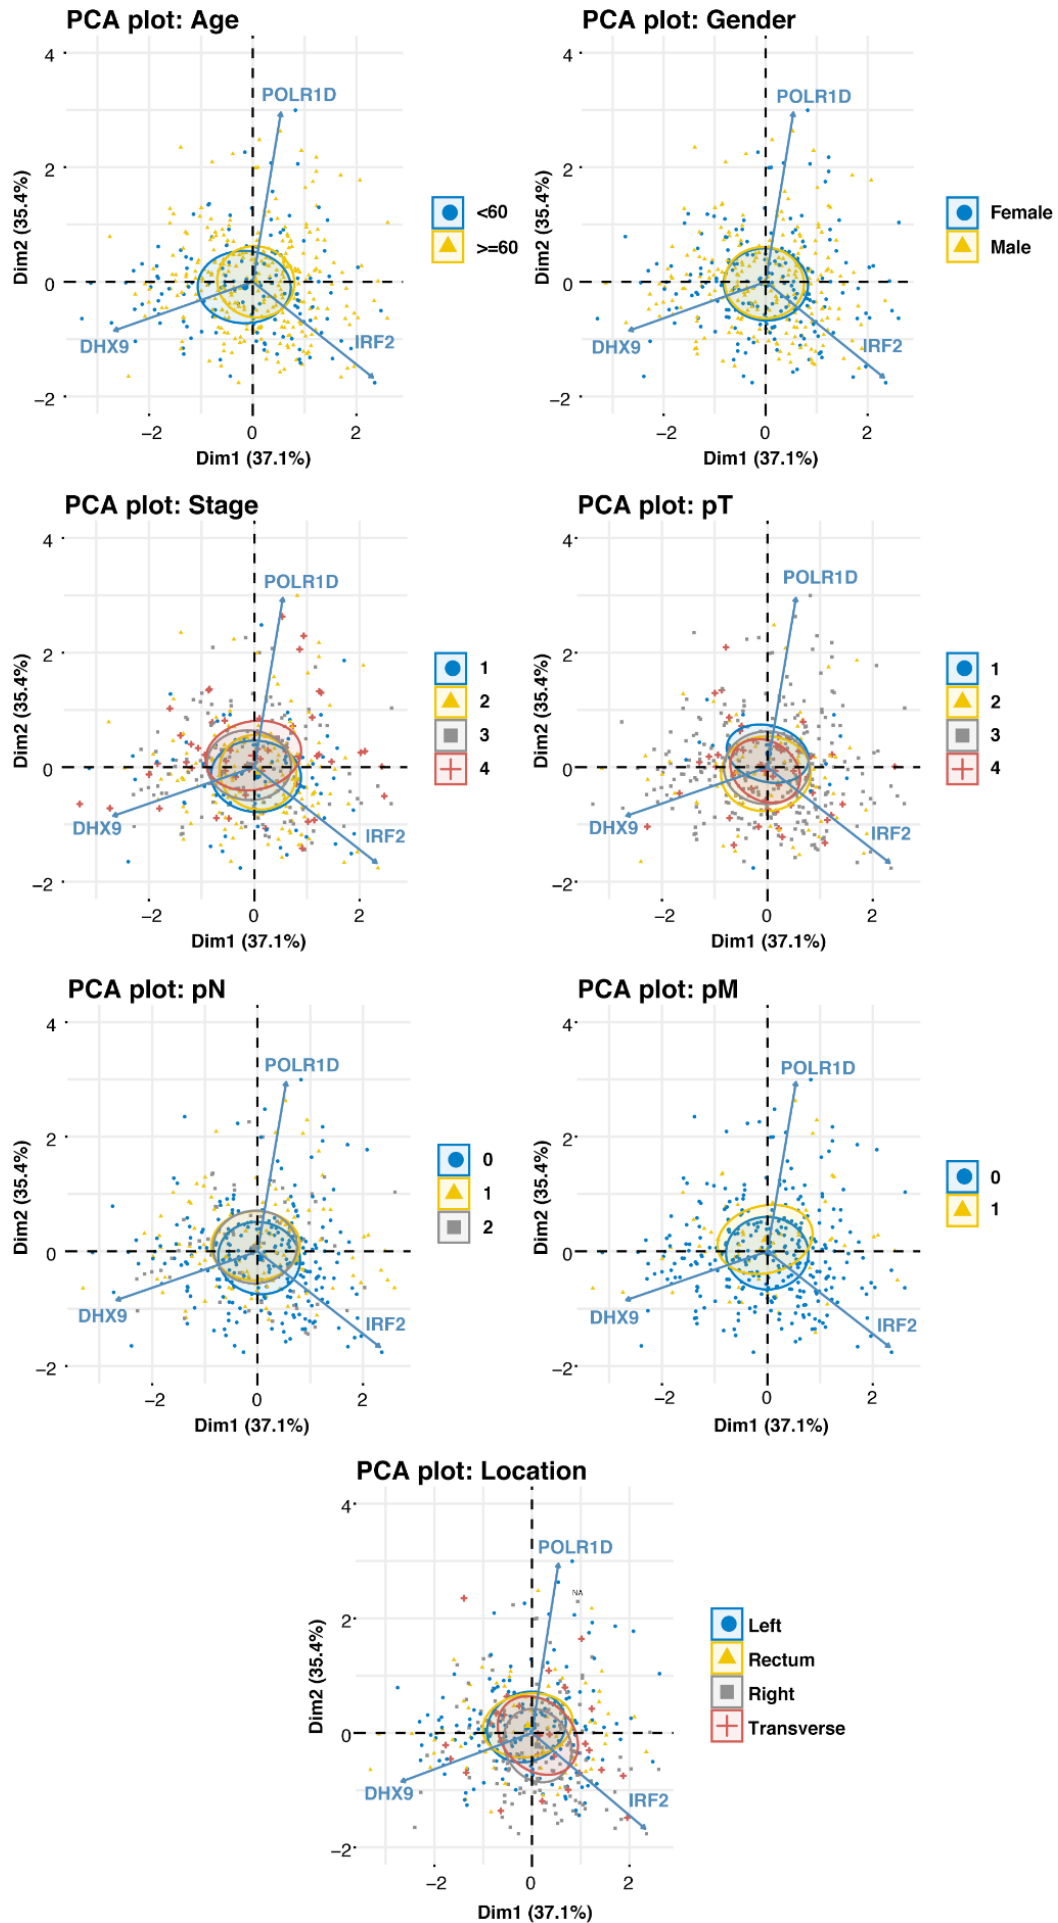 PCA plot: Age
PCA plot: Gender
4
2
0
−2
−2
0
2
Dim1 (37.1%)
Dim2 (35.4%)
POLR1D
DHX9
IRF2
<60
>=60
4
2
0
−2
−2
0
2
Dim1 (37.1%)
Dim2 (35.4%)
POLR1D
DHX9
IRF2
Female
Male
PCA plot: Stage
PCA plot: pT
4
2
0
−2
−2
0
2
Dim1 (37.1%)
Dim2 (35.4%)
POLR1D
DHX9
IRF2
1
2
3
4
4
2
0
−2
−2
0
2
Dim1 (37.1%)
Dim2 (35.4%)
POLR1D
DHX9
IRF2
1
2
3
4
PCA plot: pN
PCA plot: pM
4
2
0
−2
−2
0
2
Dim1 (37.1%)
Dim2 (35.4%)
POLR1D
DHX9
IRF2
0
1
2
4
2
0
−2
−2
0
2
Dim1 (37.1%)
Dim2 (35.4%)
POLR1D
DHX9
IRF2
0
1
PCA plot: Location
4
2
0
−2
−2
0
2
Dim1 (37.1%)
Dim2 (35.4%)
POLR1D
NA
DHX9
IRF2
Left
Rectum
Right
Transverse